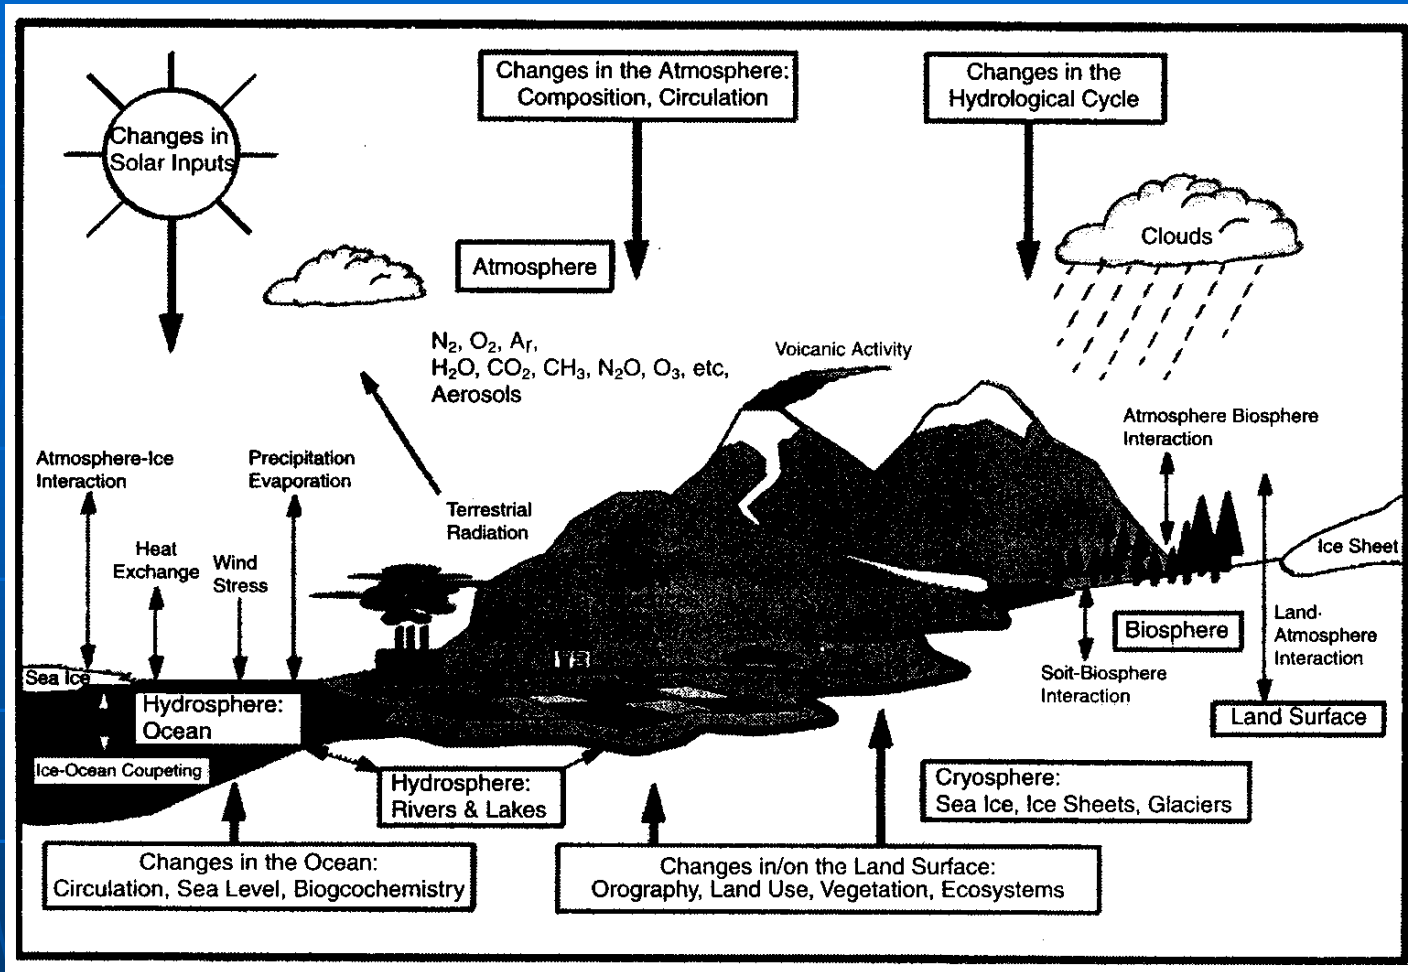 Changes in the Atmosphere:
Composition, Circulation
Changes in the
Hydrological Cycle
Changes in
Solar Inputs
Clouds
Atmosphere
N₂, O₂, Ar,
H₂O, CO₂, CH₃, N₂O, O₃, etc,
Aerosols
Volcanic Activity
Atmosphere Biosphere
Interaction
Atmosphere-Ice
Interaction
Precipitation
Evaporation
Terrestrial
Radiation
Heat
Exchange
Wind
Stress
Ice Sheet
Biosphere
Land-
Atmosphere
Interaction
Soit-Biosphere
Interaction
Sea Ice
Hydrosphere:
Ocean
Land Surface
Ice-Ocean Coupeting
Hydrosphere:
Rivers & Lakes
Cryosphere:
Sea Ice, Ice Sheets, Glaciers
Changes in the Ocean:
Circulation, Sea Level, Biogcochemistry
Changes in/on the Land Surface:
Orography, Land Use, Vegetation, Ecosystems